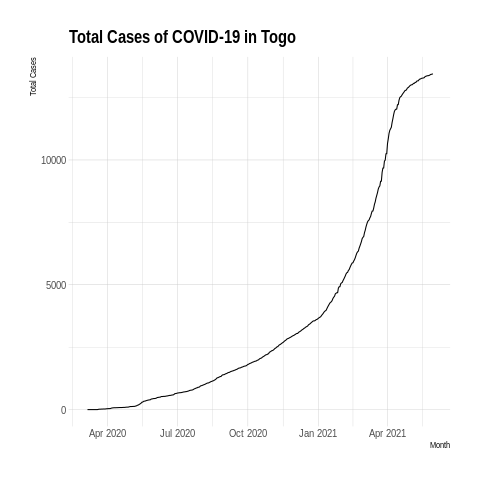 Total Cases of COVID-19 in Togo
Total Cases
10000
5000
0
Apr 2020 Jul 2020 Oct 2020 Jan 2021 Apr 2021
Month